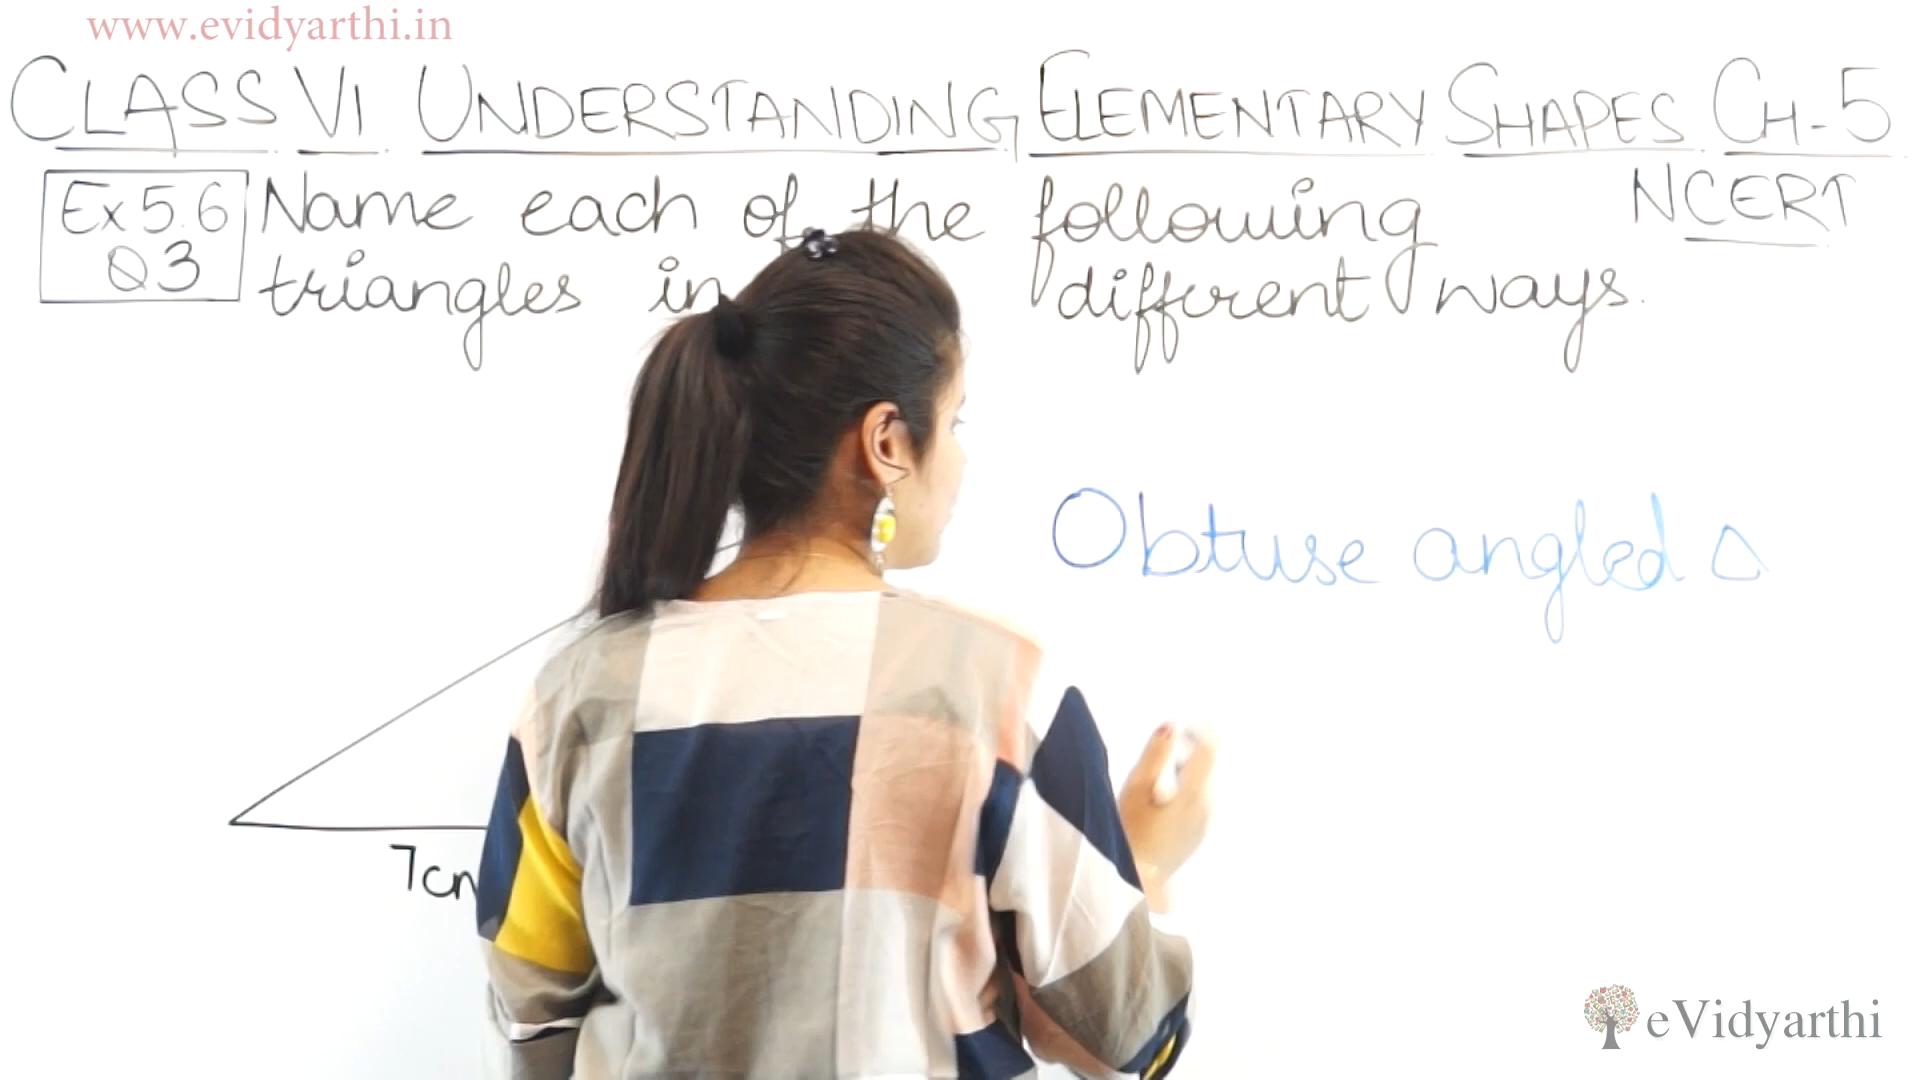 www.evidyarthi.in
CLASS VI UNDERSTANDING ELEMENTARY SHAPES CH-5
Ex 5.6 Name each of the following NCERT
Q3 triangles in different ways.
Obtuse angled △
7cm
eVidyarthi